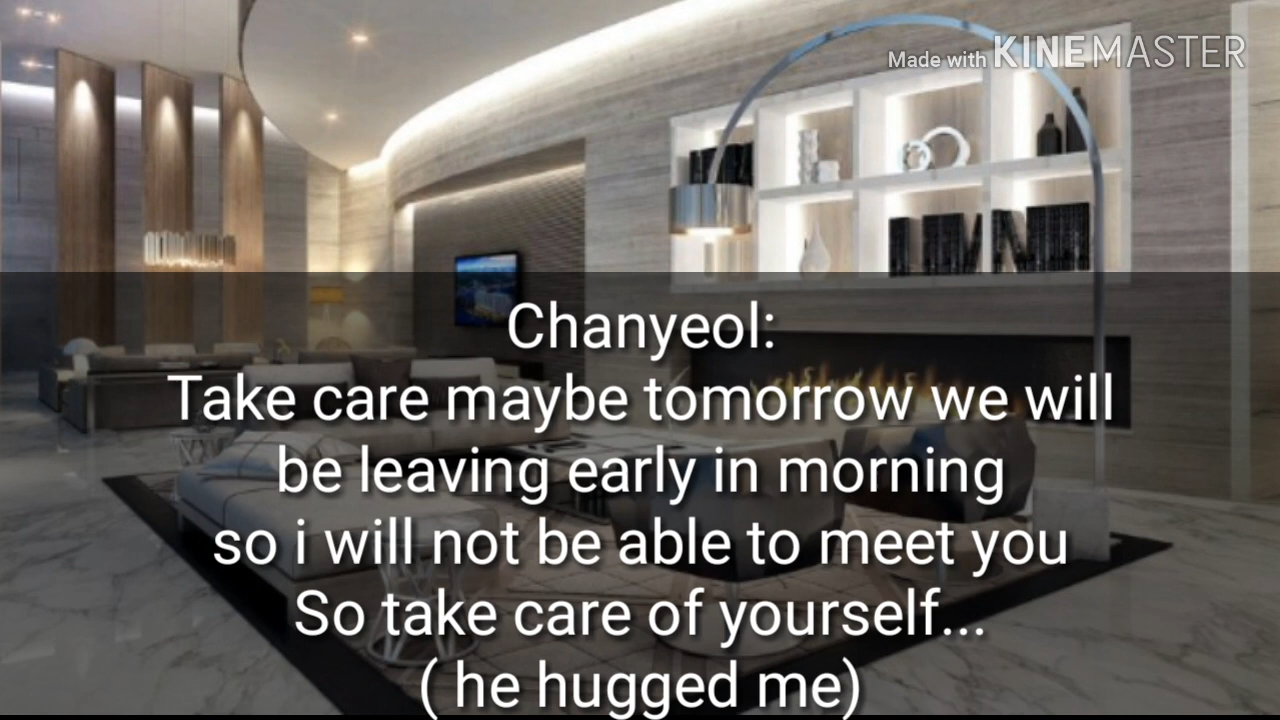 Made with KINEMASTER
Chanyeol:
Take care maybe tomorrow we will
be leaving early in morning
so i will not be able to meet you
So take care of yourself...
( he hugged me)